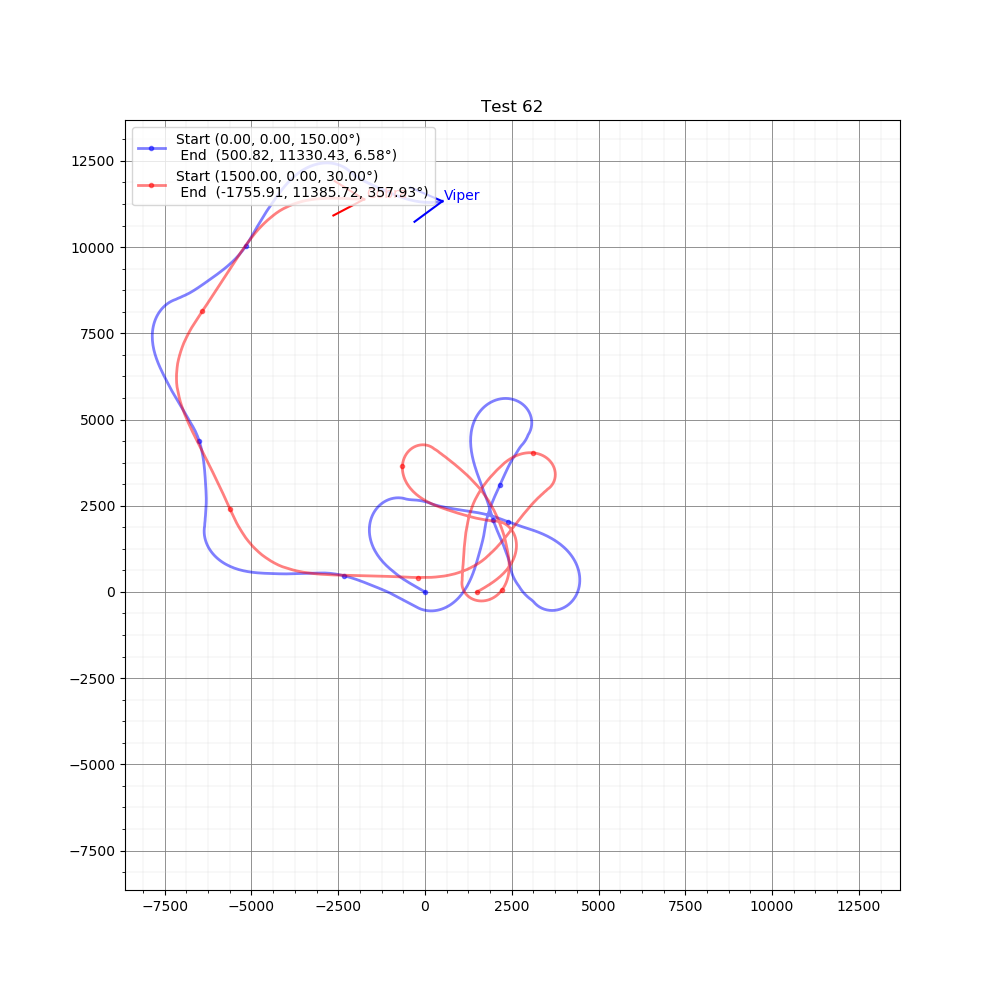 Test 62
Start (0.00, 0.00, 150.00°)
End (500.82, 11330.43, 6.58°)
Start (1500.00, 0.00, 30.00°)
End (-1755.91, 11385.72, 357.93°)
Viper
12500
10000
7500
5000
2500
0
−2500
−5000
−7500
−7500 −5000 −2500 0 2500 5000 7500 10000 12500